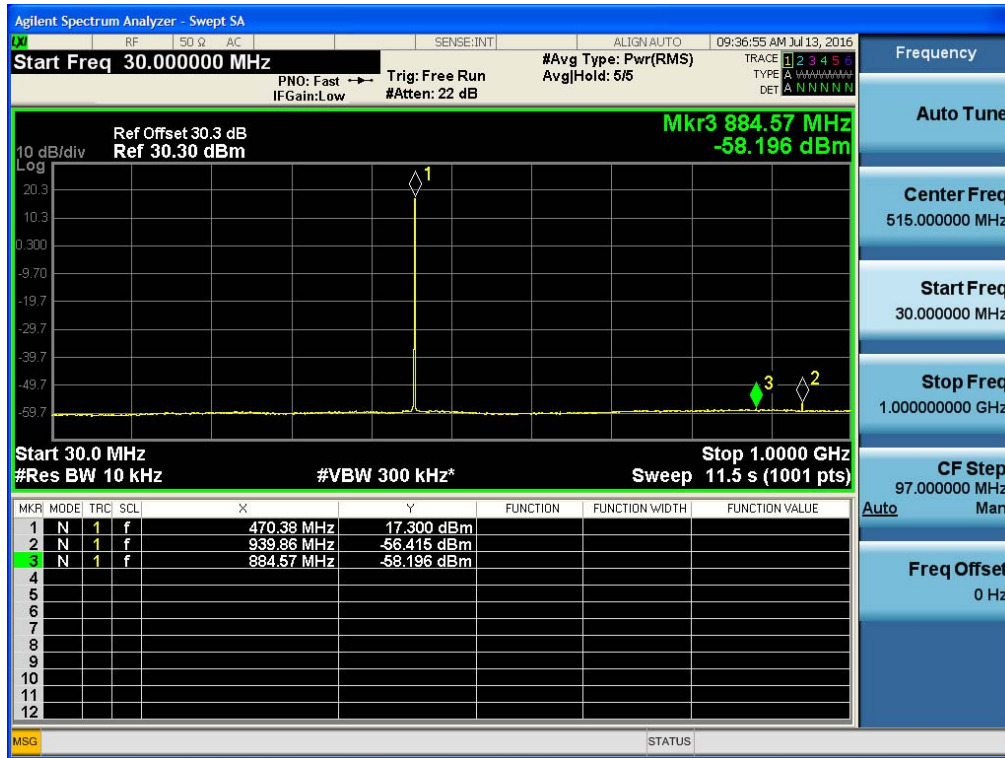 Agilent Spectrum Analyzer - Swept SA
LXI RF 50 Ω AC SENSE:INT ALIGNAUTO 09:36:55 AM Jul 13, 2016
Start Freq 30.000000 MHz
PNO: Fast
IFGain:Low
Trig: Free Run
#Atten: 22 dB
#Avg Type: Pwr(RMS)
Avg|Hold: 5/5
TRACE 1 2 3 4 5 6
TYPE A
DET A N N N N N
Mkr3 884.57 MHz
-58.196 dBm
Ref Offset 30.3 dB
Ref 30.30 dBm
10 dB/div
Log
20.3
10.3
0.300
-9.70
-19.7
-29.7
-39.7
-49.7
-59.7
1
3
2
Start 30.0 MHz Stop 1.0000 GHz
#Res BW 10 kHz #VBW 300 kHz* Sweep 11.5 s (1001 pts)
MKR MODE TRC SCL X Y FUNCTION FUNCTION WIDTH FUNCTION VALUE
1 N 1 f 470.38 MHz 17.300 dBm
2 N 1 f 939.86 MHz -56.415 dBm
3 N 1 f 884.57 MHz -58.196 dBm
4
5
6
7
8
9
10
11
12
MSG STATUS
Frequency
Auto Tune
Center Freq
515.000000 MHz
Start Freq
30.000000 MHz
Stop Freq
1.000000000 GHz
CF Step
97.000000 MHz
Auto Man
Freq Offset
0 Hz